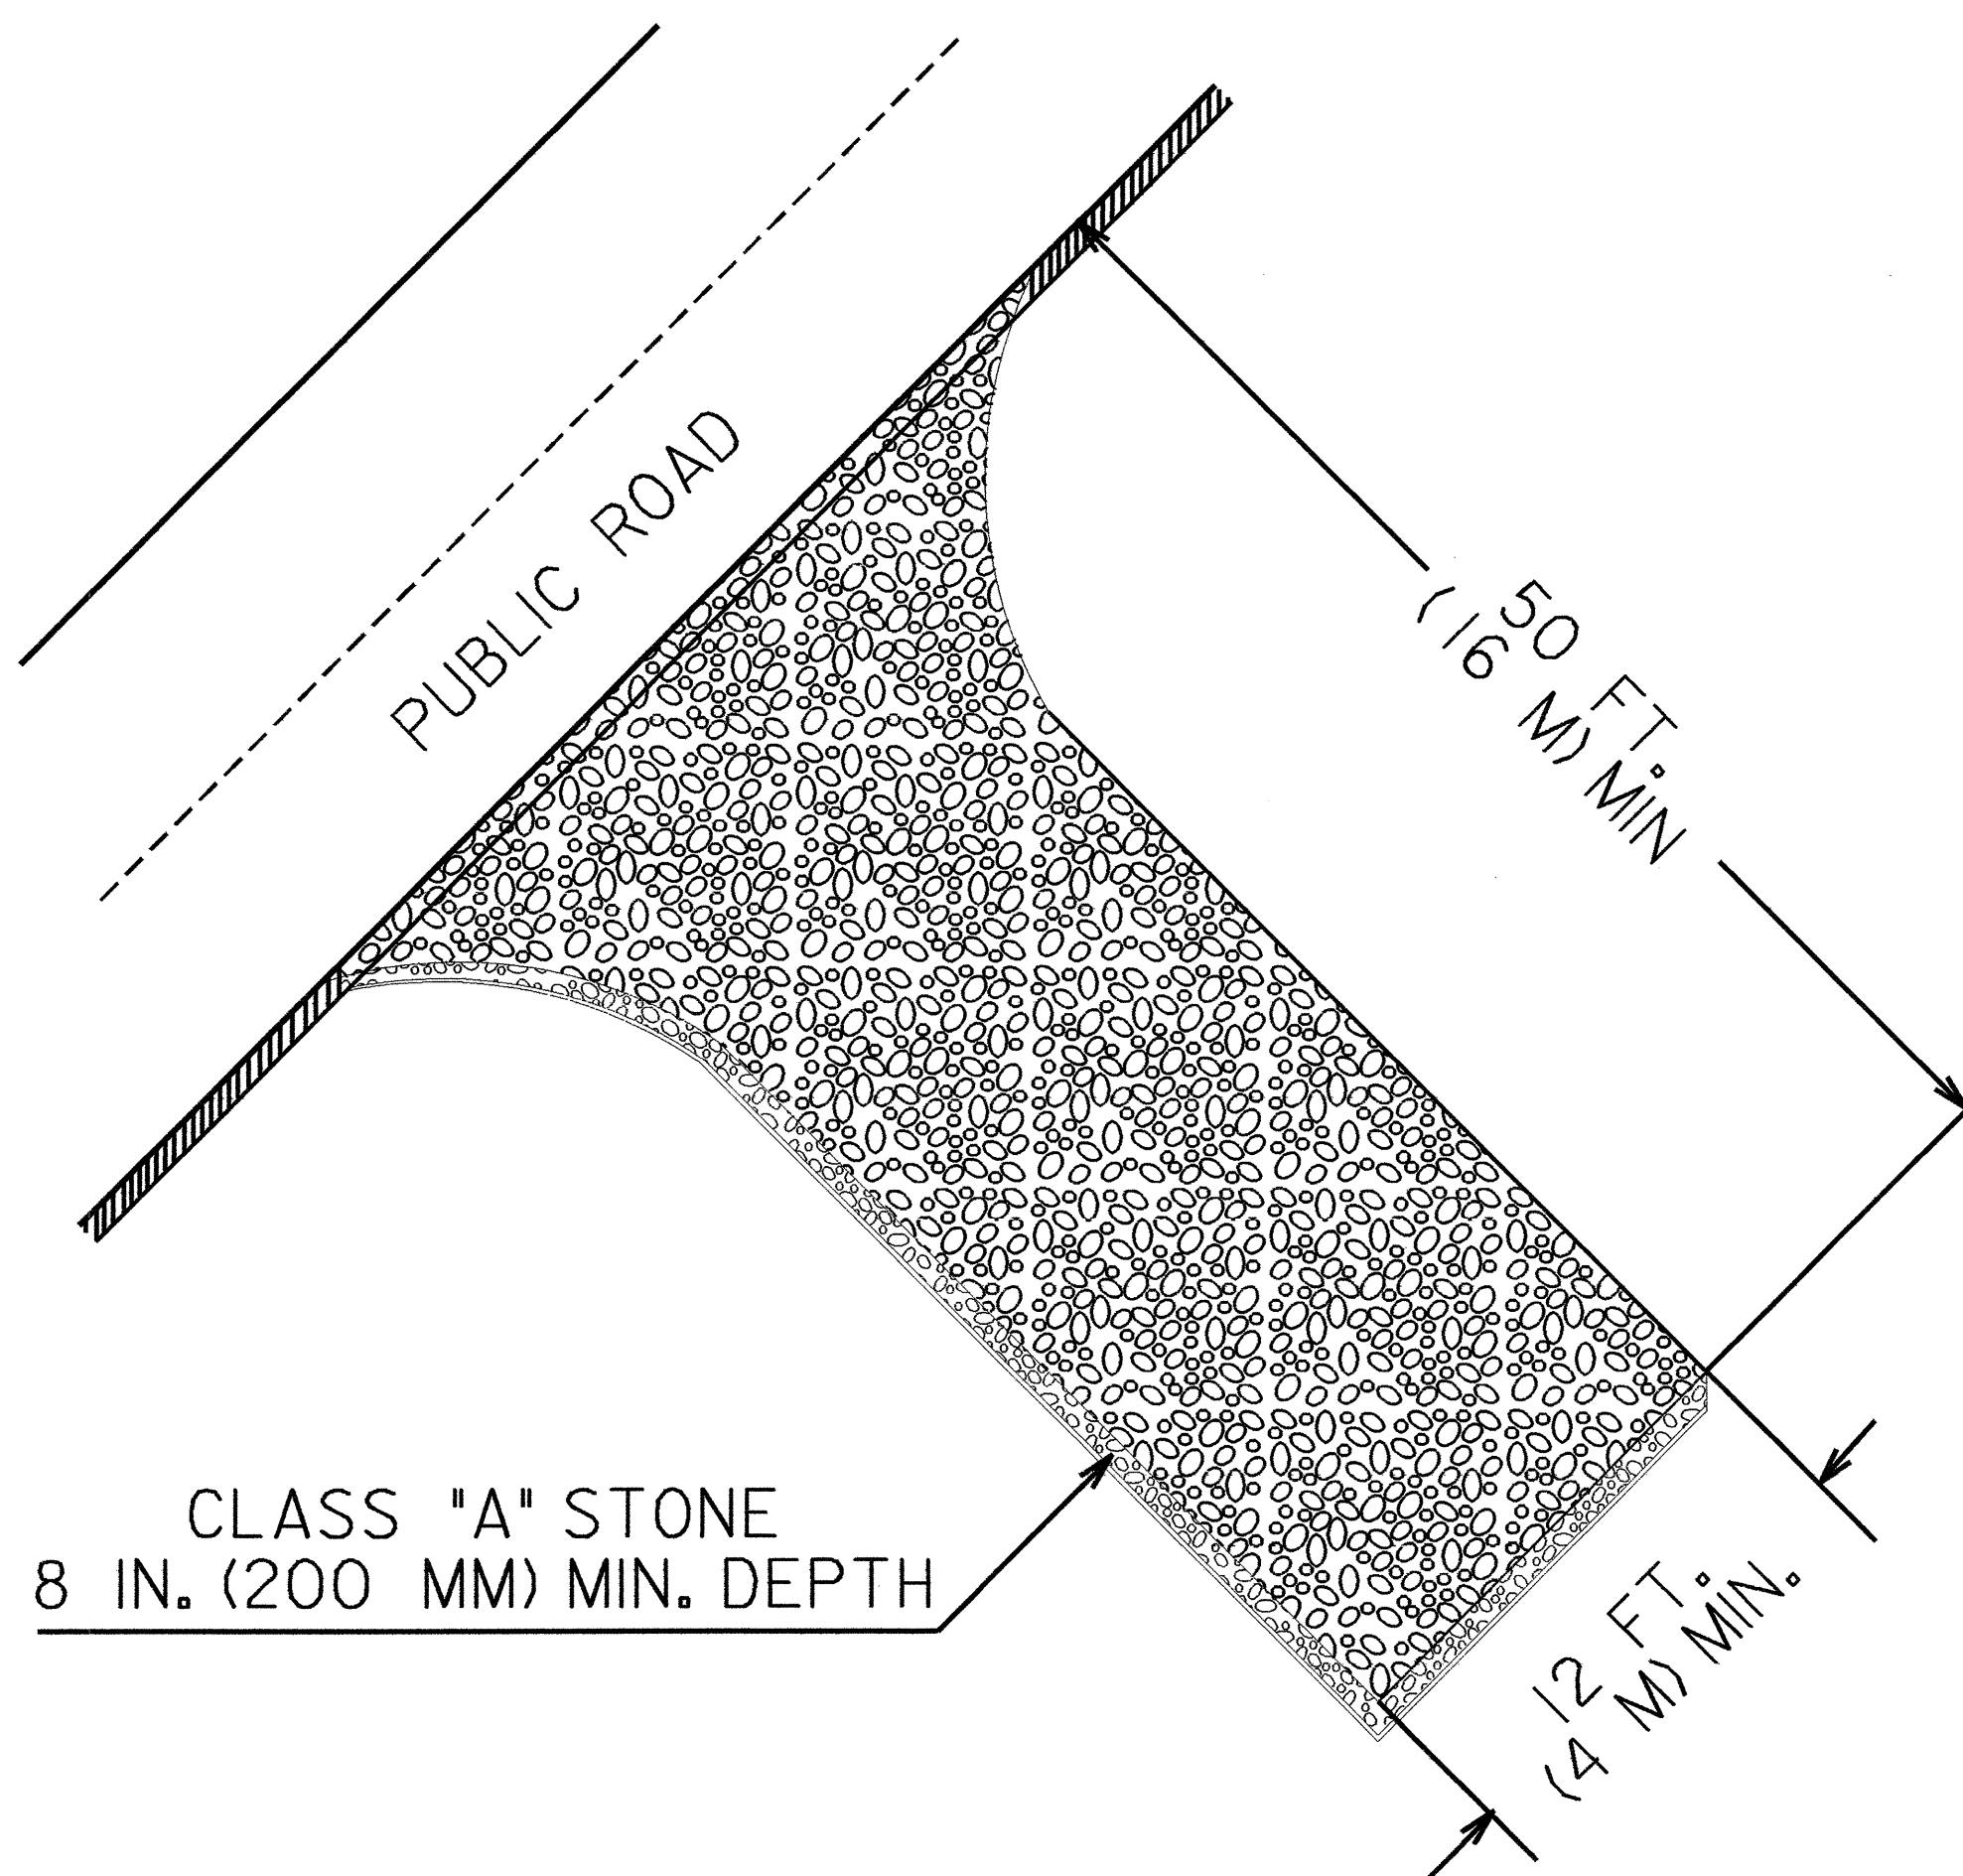 PUBLIC ROAD
50 FT.
(16 M) MIN
CLASS "A" STONE
8 IN. (200 MM) MIN. DEPTH
12 FT.
(4 M) MIN.